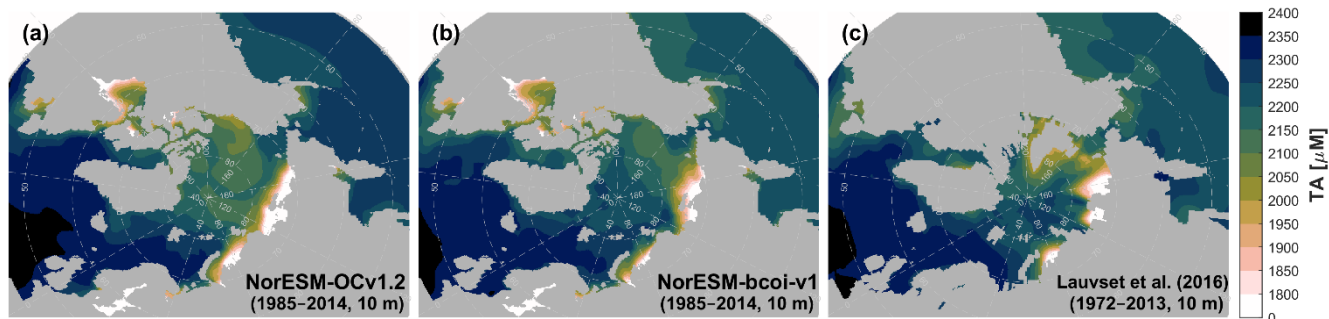 (a)
NorESM-OCv1.2
(1985−2014, 10 m)
(b)
NorESM-bcoi-v1
(1985−2014, 10 m)
(c)
Lauvset et al. (2016)
(1972−2013, 10 m)
2400
2350
2300
2250
2200
2150
2100
2050
2000
1950
1900
1850
1800
0
TA [μM]